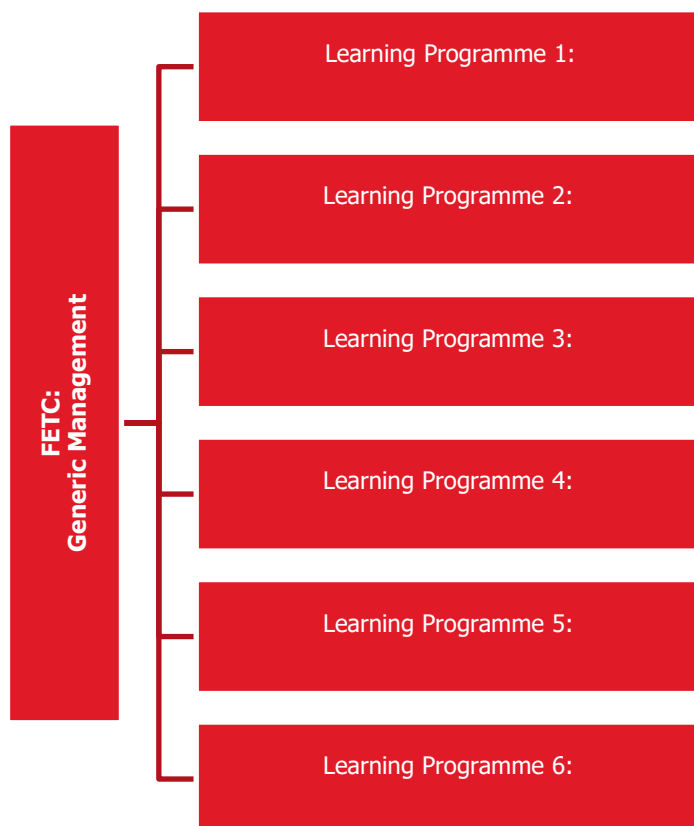 FETC:
Generic Management
Learning Programme 1:
Learning Programme 2:
Learning Programme 3:
Learning Programme 4:
Learning Programme 5:
Learning Programme 6: